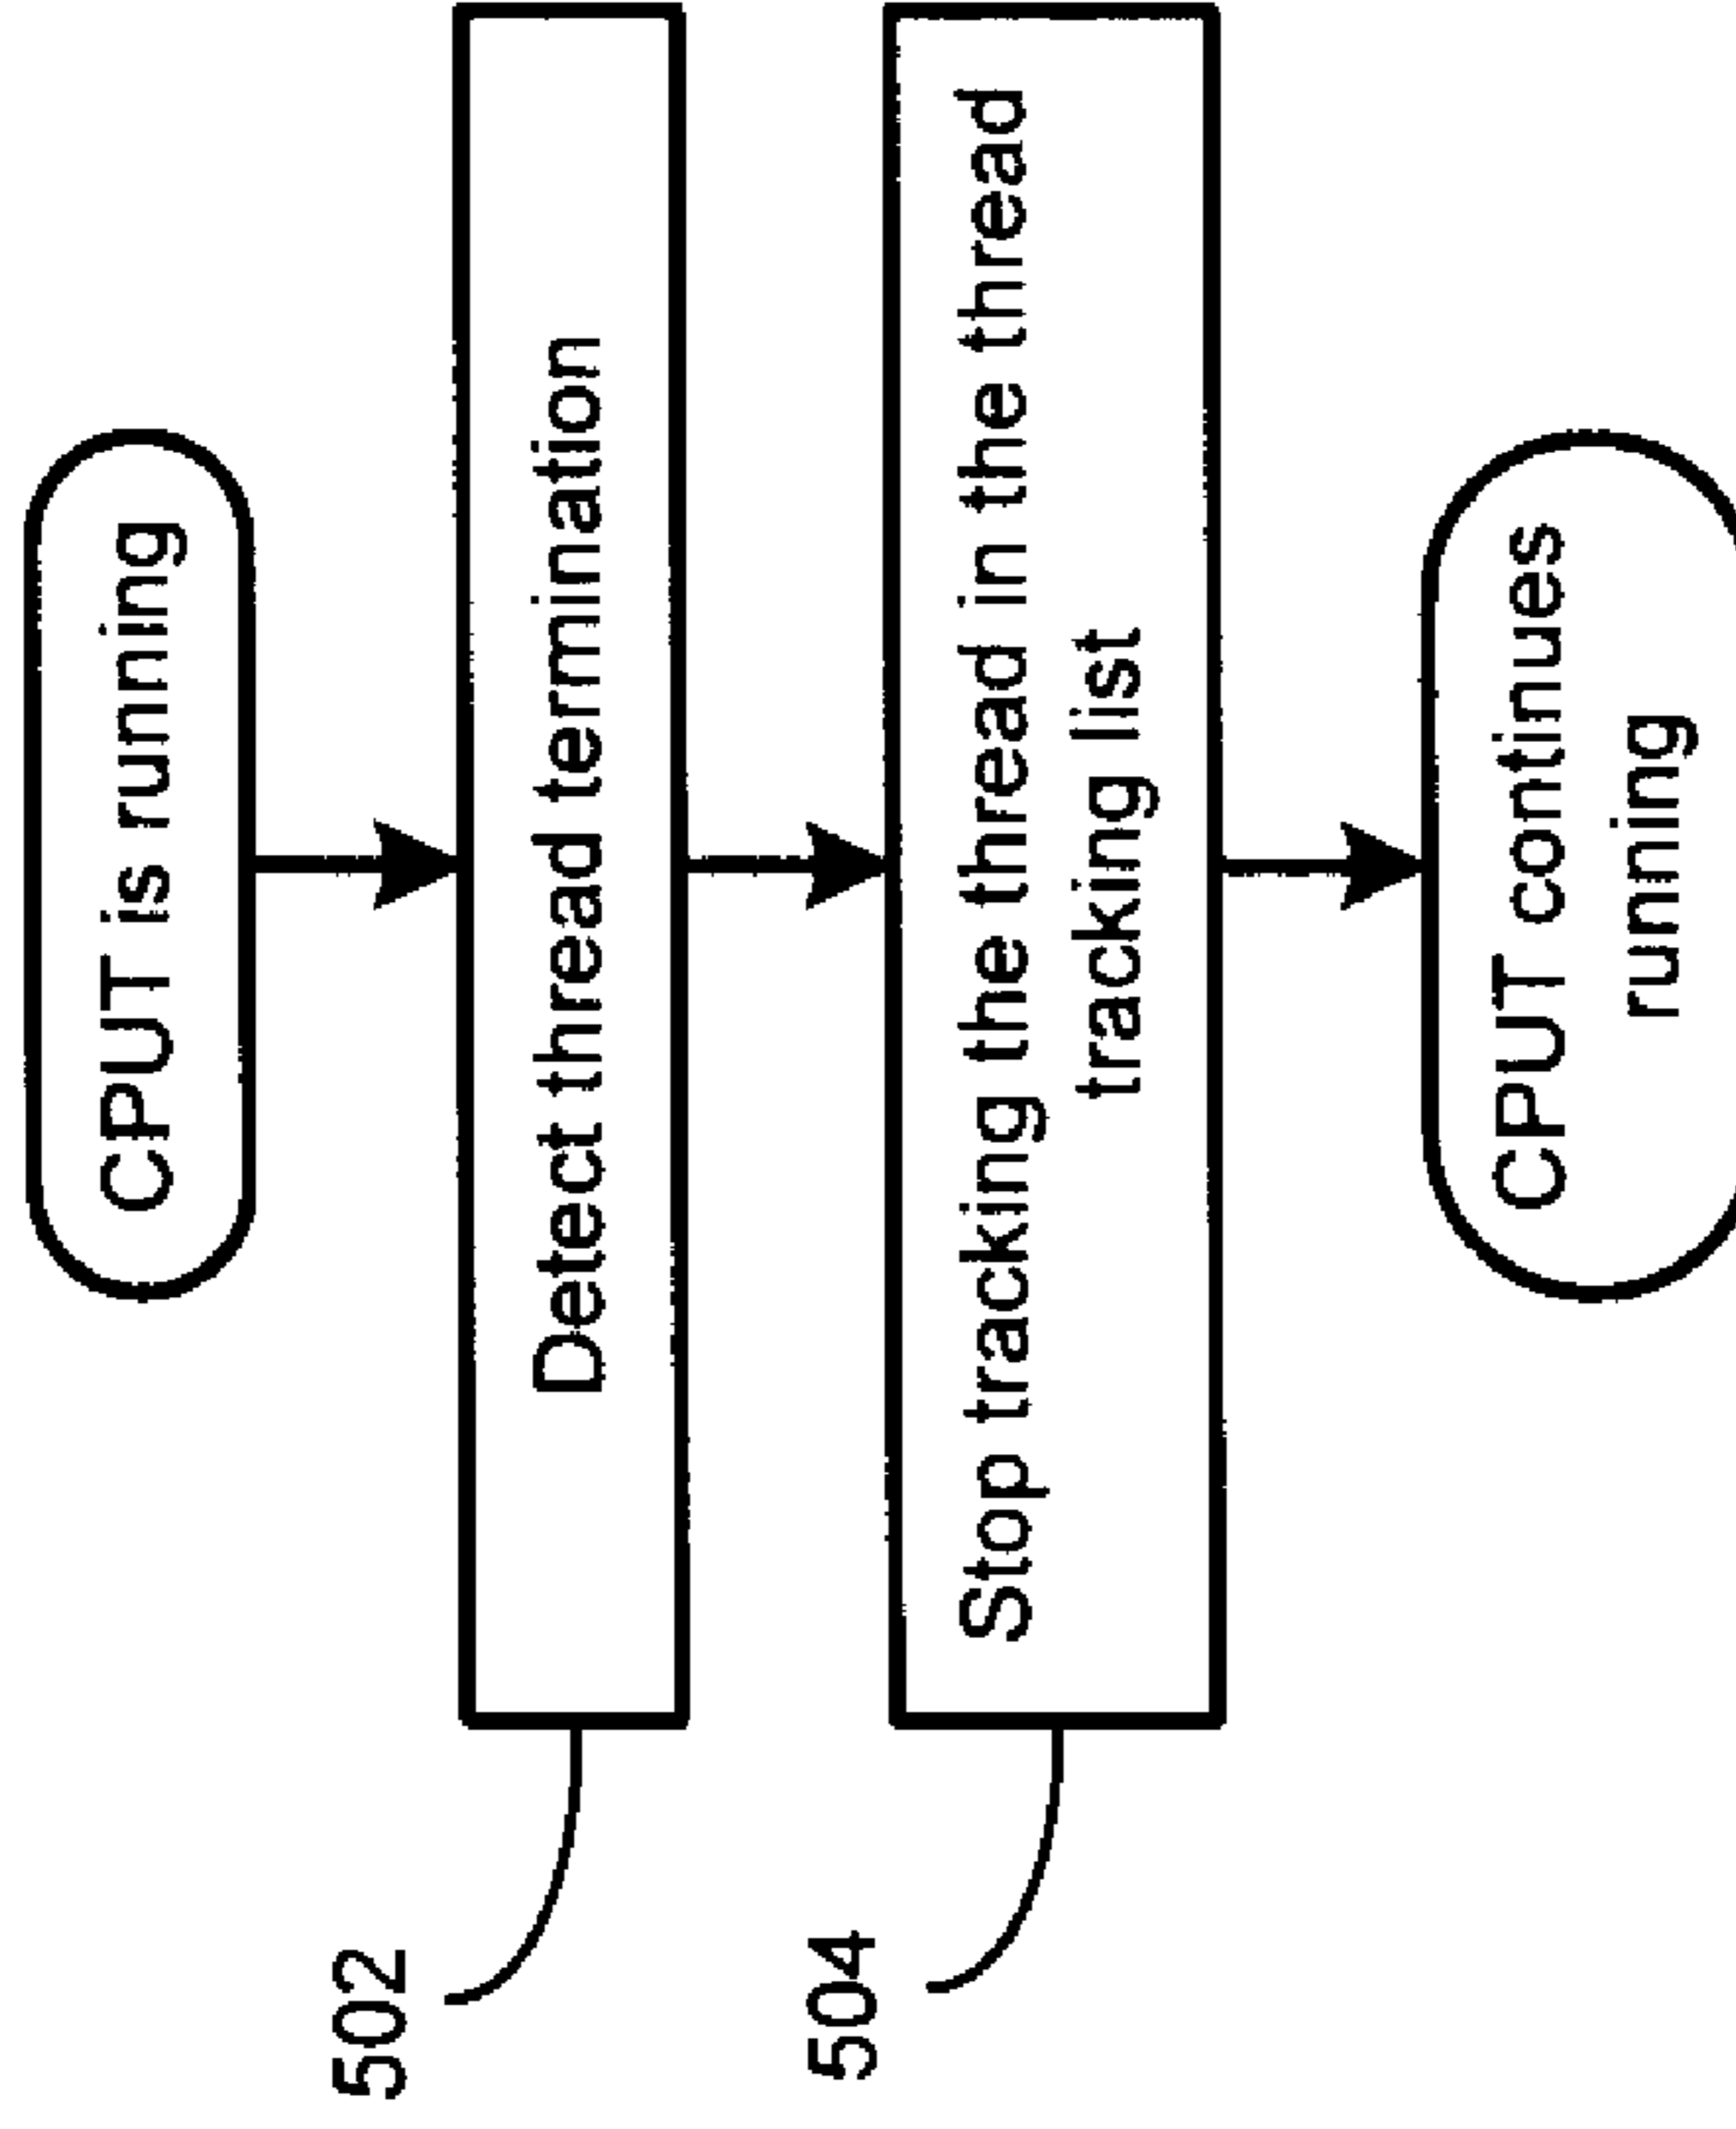 CPUT is running
502
Detect thread termination
504
Stop tracking the thread in the thread
tracking list
CPUT continues
running